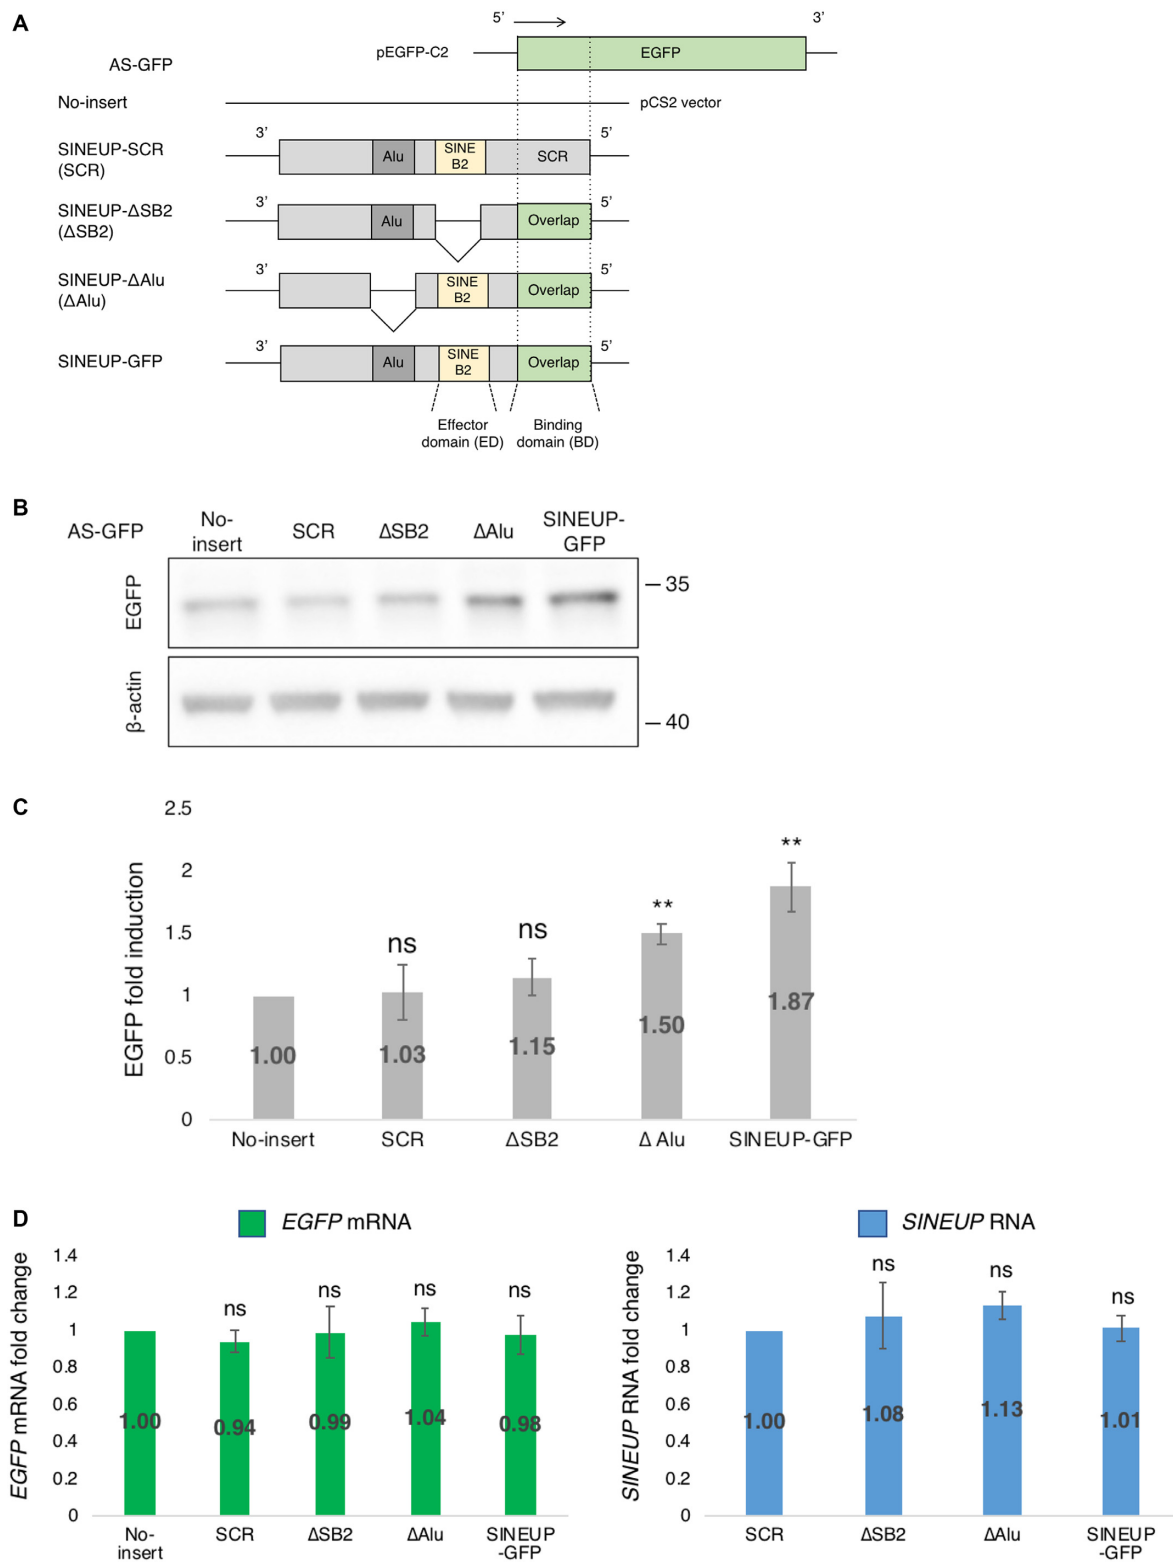 A
5’
3’
pEGFP-C2
EGFP
AS-GFP
No-insert
pCS2 vector
SINEUP-SCR
(SCR)
3’
Alu
SINE
B2
SCR
5’
SINEUP-ΔSB2
(ΔSB2)
3’
Alu
Overlap
5’
SINEUP-ΔAlu
(ΔAlu)
3’
SINE
B2
Overlap
5’
SINEUP-GFP
3’
Alu
SINE
B2
Overlap
5’
Effector
domain (ED)
Binding
domain (BD)
B
AS-GFP
No-
insert
SCR
ΔSB2
ΔAlu
SINEUP-
GFP
EGFP
35
β-actin
40
C
EGFP fold induction
2.5
2
1.5
1
0.5
0
ns
ns
**
**
1.00
1.03
1.15
1.50
1.87
No-insert
SCR
ΔSB2
Δ Alu
SINEUP-GFP
D
EGFP mRNA
EGFP mRNA fold change
1.4
1.2
1
0.8
0.6
0.4
0.2
0
ns
ns
ns
ns
1.00
0.94
0.99
1.04
0.98
No-
insert
SCR
ΔSB2
ΔAlu
SINEUP
-GFP
SINEUP RNA
SINEUP RNA fold change
1.4
1.2
1
0.8
0.6
0.4
0.2
0
ns
ns
ns
1.00
1.08
1.13
1.01
SCR
ΔSB2
ΔAlu
SINEUP
-GFP